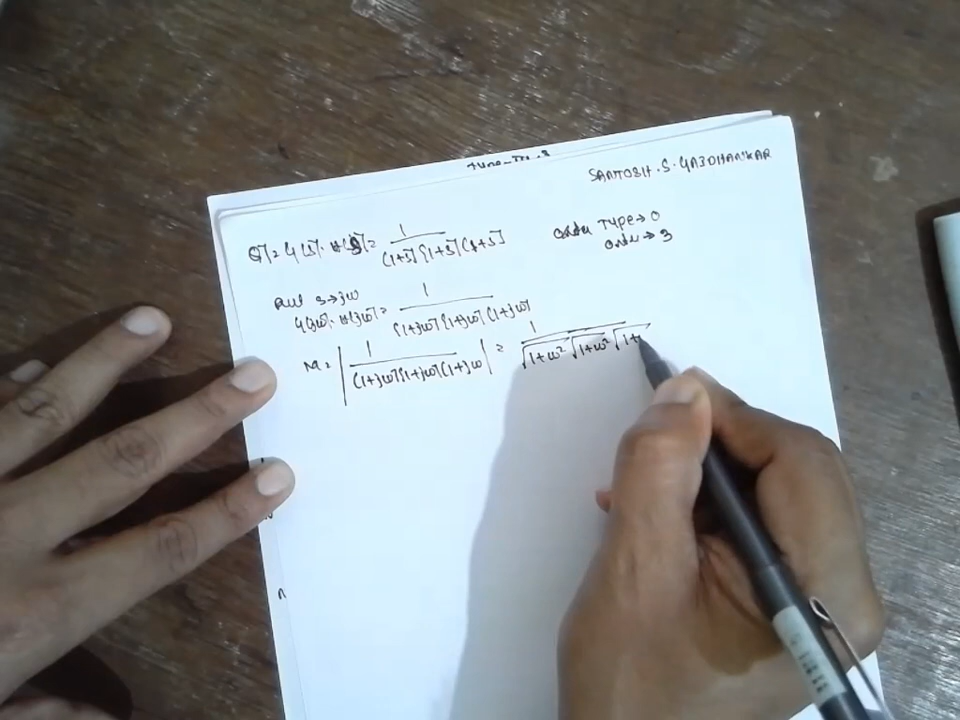 SANTOSH.S.GABDHANKAR
Q] = G(s). H(s) = 1 / (1+s)(1+s)(1+s)
order Type → 0
order → 3
Put s → jω
G(jω). H(jω) = 1 / (1+jω)(1+jω)(1+jω)
M = | 1 / (1+jω)(1+jω)(1+jω) | = 1 / √1+ω² √1+ω² √1+